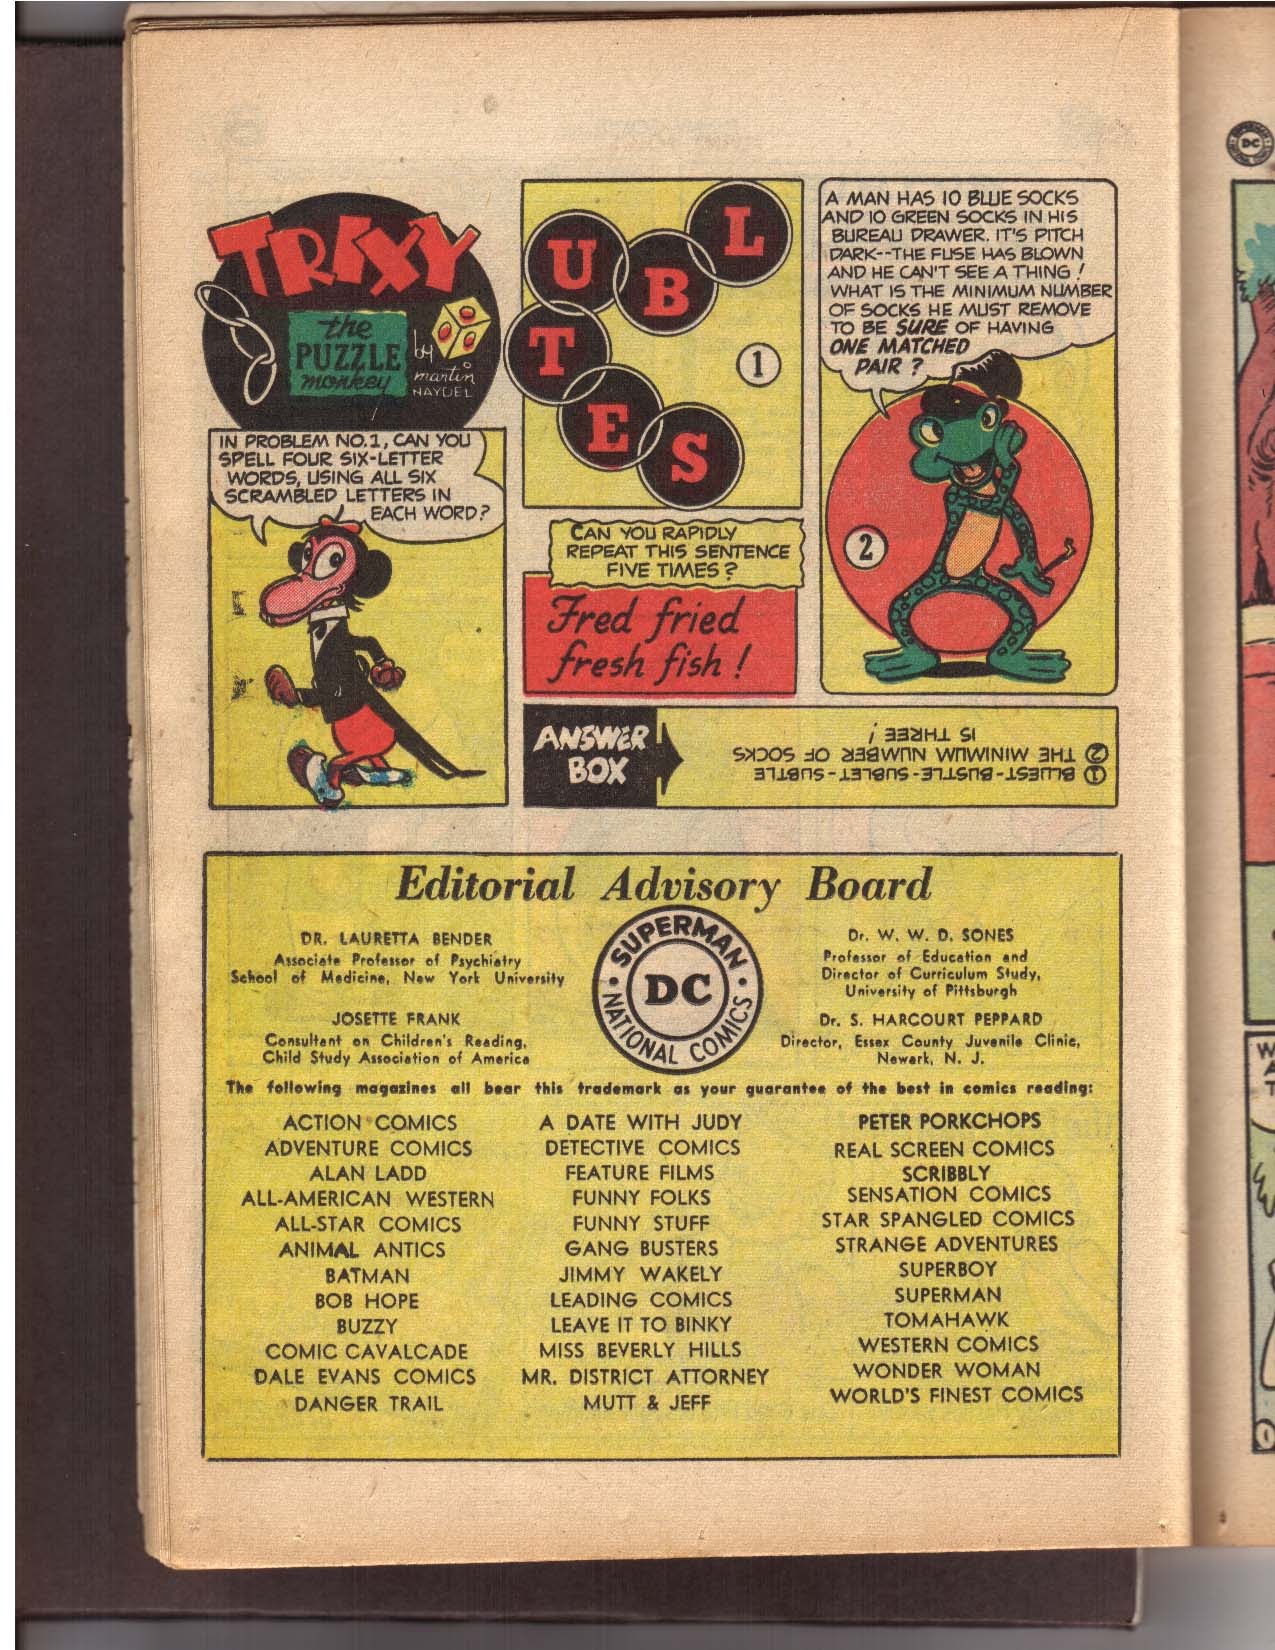 TRIXY
the
PUZZLE
monkey
by
martin
NAYDEL
IN PROBLEM NO.1, CAN YOU
SPELL FOUR SIX-LETTER
WORDS, USING ALL SIX
SCRAMBLED LETTERS IN
EACH WORD?
U
B
L
T
E
S
1
CAN YOU RAPIDLY
REPEAT THIS SENTENCE
FIVE TIMES?
Fred fried
fresh fish!
A MAN HAS 10 BLUE SOCKS
AND 10 GREEN SOCKS IN HIS
BUREAU DRAWER. IT'S PITCH
DARK--THE FUSE HAS BLOWN
AND HE CAN'T SEE A THING!
WHAT IS THE MINIMUM NUMBER
OF SOCKS HE MUST REMOVE
TO BE SURE OF HAVING
ONE MATCHED
PAIR?
2
ANSWER
BOX
1 BLUEST-BUSTLE-SUBLET-SUBTLE
2 THE MINIMUM NUMBER OF SOCKS
IS THREE!
Editorial Advisory Board
DR. LAURETTA BENDER
Associate Professor of Psychiatry
School of Medicine, New York University
JOSETTE FRANK
Consultant on Children's Reading,
Child Study Association of America
SUPERMAN
DC
NATIONAL COMICS
Dr. W. W. D. SONES
Professor of Education and
Director of Curriculum Study,
University of Pittsburgh
Dr. S. HARCOURT PEPPARD
Director, Essex County Juvenile Clinic,
Newark, N. J.
The following magazines all bear this trademark as your guarantee of the best in comics reading:
ACTION COMICS
ADVENTURE COMICS
ALAN LADD
ALL-AMERICAN WESTERN
ALL-STAR COMICS
ANIMAL ANTICS
BATMAN
BOB HOPE
BUZZY
COMIC CAVALCADE
DALE EVANS COMICS
DANGER TRAIL
A DATE WITH JUDY
DETECTIVE COMICS
FEATURE FILMS
FUNNY FOLKS
FUNNY STUFF
GANG BUSTERS
JIMMY WAKELY
LEADING COMICS
LEAVE IT TO BINKY
MISS BEVERLY HILLS
MR. DISTRICT ATTORNEY
MUTT & JEFF
PETER PORKCHOPS
REAL SCREEN COMICS
SCRIBBLY
SENSATION COMICS
STAR SPANGLED COMICS
STRANGE ADVENTURES
SUPERBOY
SUPERMAN
TOMAHAWK
WESTERN COMICS
WONDER WOMAN
WORLD'S FINEST COMICS
DC